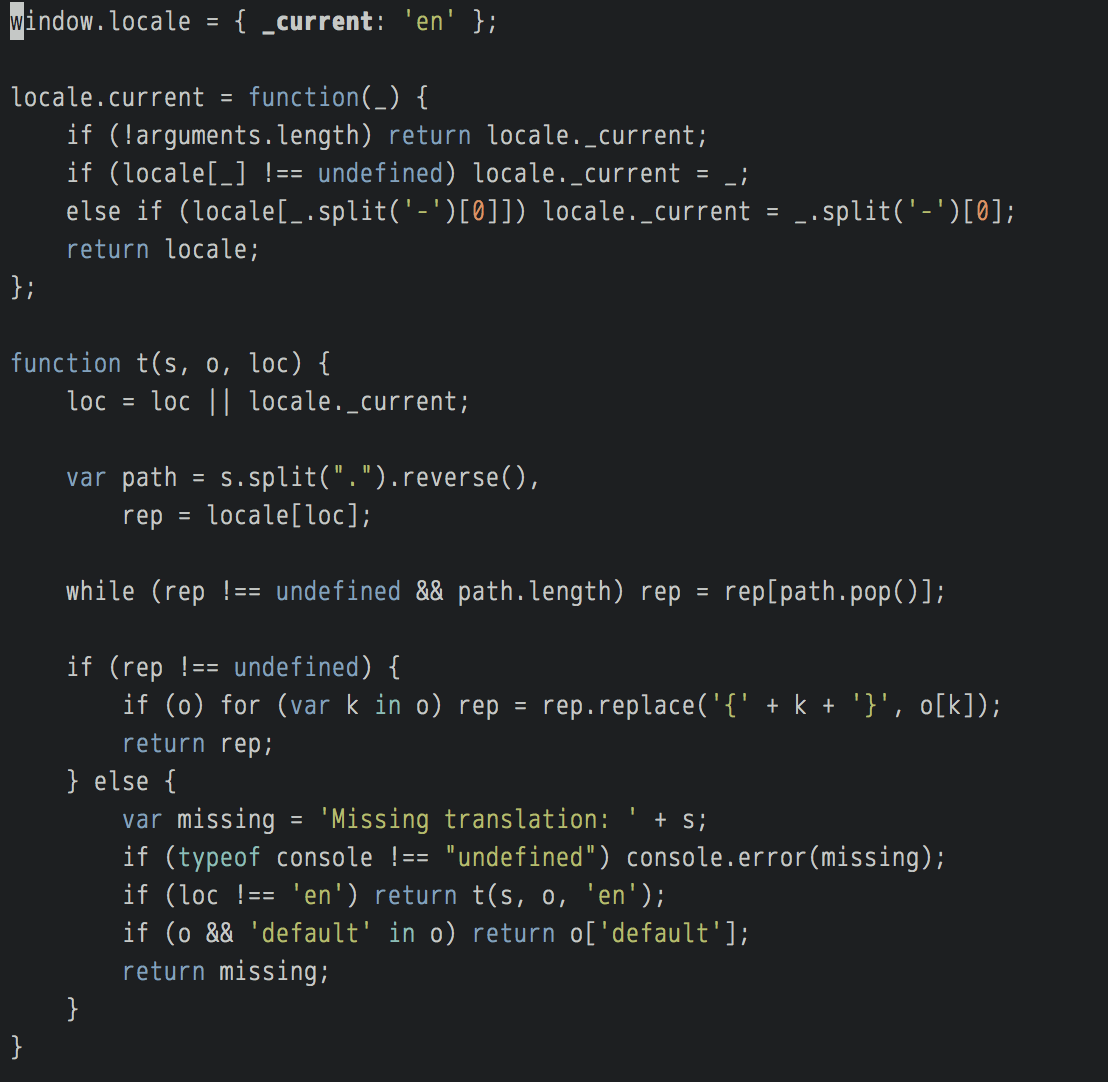 window.locale = { _current: 'en' };

locale.current = function(_) {
    if (!arguments.length) return locale._current;
    if (locale[_] !== undefined) locale._current = _;
    else if (locale[_.split('-')[0]]) locale._current = _.split('-')[0];
    return locale;
};

function t(s, o, loc) {
    loc = loc || locale._current;

    var path = s.split(".").reverse(),
        rep = locale[loc];

    while (rep !== undefined && path.length) rep = rep[path.pop()];

    if (rep !== undefined) {
        if (o) for (var k in o) rep = rep.replace('{' + k + '}', o[k]);
        return rep;
    } else {
        var missing = 'Missing translation: ' + s;
        if (typeof console !== "undefined") console.error(missing);
        if (loc !== 'en') return t(s, o, 'en');
        if (o && 'default' in o) return o['default'];
        return missing;
    }
}